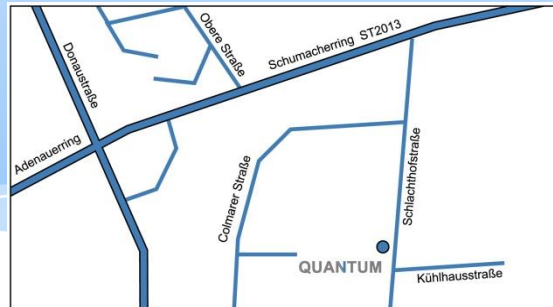 Obere Straße
Donaustraße
Schumacherring ST2013
Adenauerring
Colmarer Straße
Schlachthofstraße
QUANTUM
Kühlhausstraße